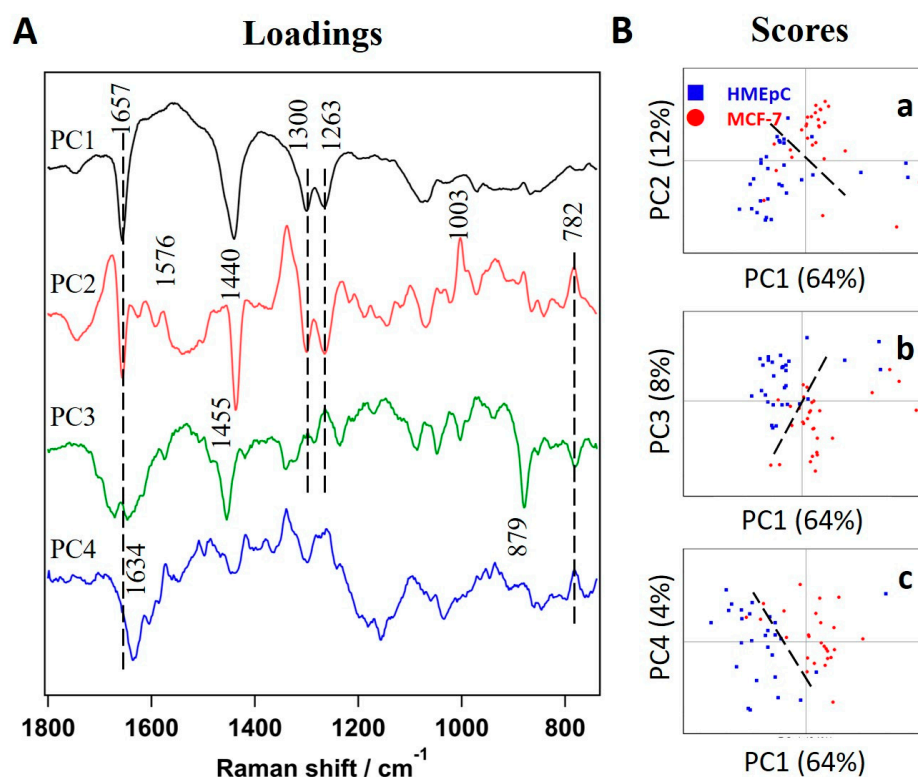 A
Loadings
1657
1300
1263
PC1
1003
782
1576
1440
PC2
1455
PC3
879
PC4
1634
1800
1600
1400
1200
1000
800
Raman shift / cm-1
B
Scores
HMEpC
MCF-7
a
PC2 (12%)
PC1 (64%)
b
PC3 (8%)
PC1 (64%)
c
PC4 (4%)
PC1 (64%)